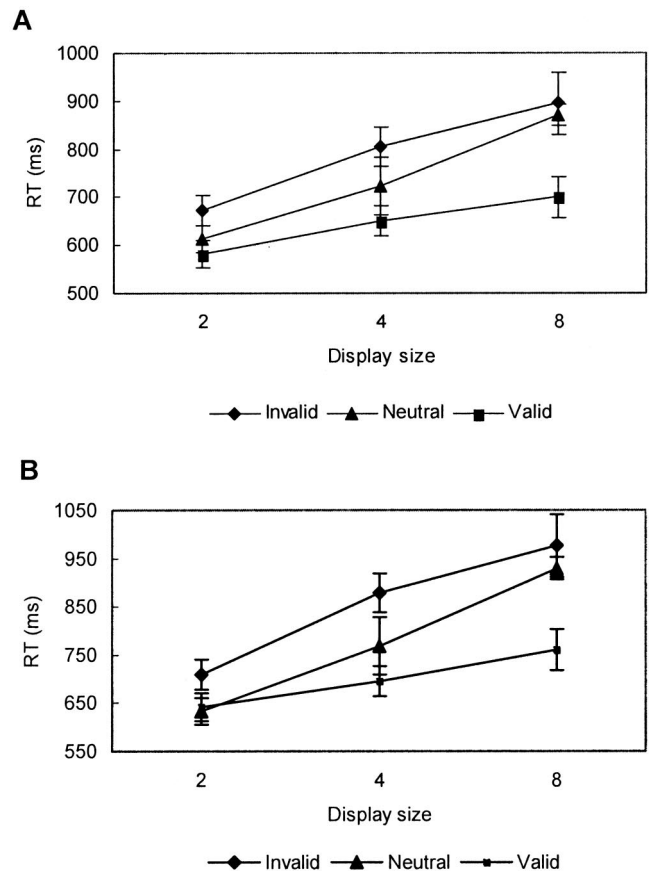 A
1000
900
800
700
600
500
RT (ms)
2 4 8
Display size
Invalid Neutral Valid
B
1050
950
850
750
650
550
RT (ms)
2 4 8
Display size
Invalid Neutral Valid